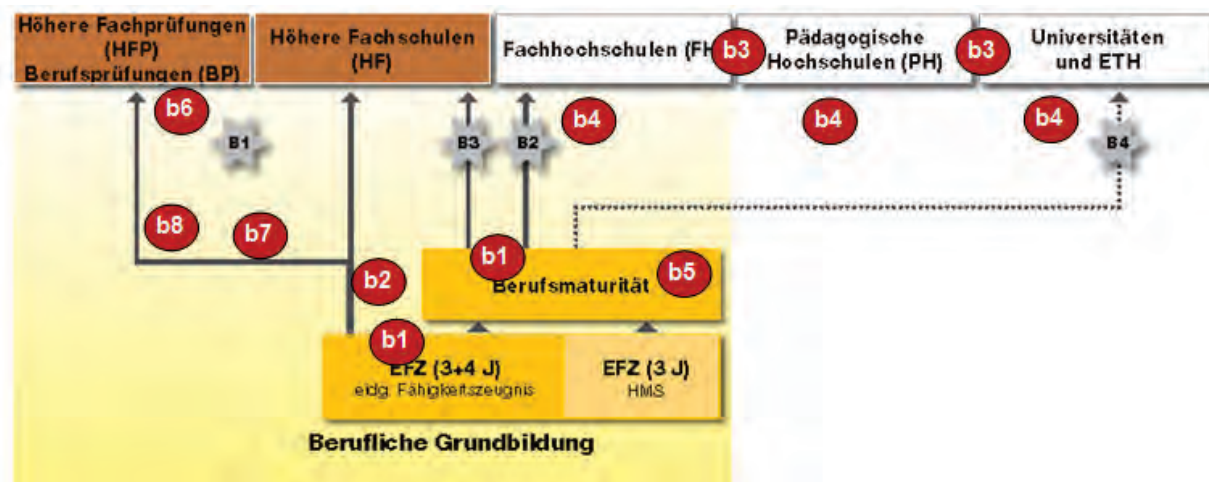 Höhere Fachprüfungen
(HFP)
Berufsprüfungen (BP)
Höhere Fachschulen
(HF)
Fachhochschulen (FH
b3
Pädagogische
Hochschulen (PH)
b3
Universitäten
und ETH
b6
B1
B3
B2
b4
b4
b4
B4
b8
b7
b2
b1
b5
Berufsmaturität
b1
EFZ (3+4 J)
eidg. Fähigkeitszeugnis
EFZ (3 J)
HMS
Berufliche Grundbildung